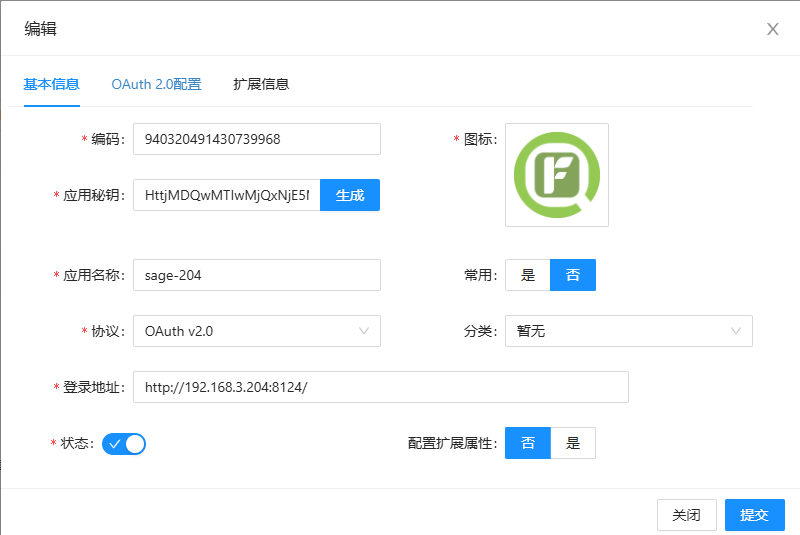 编辑
基本信息 OAuth 2.0配置 扩展信息
* 编码: 940320491430739968 * 图标: F
* 应用秘钥: 生成
* 应用名称: sage-204 常用: 是 否
* 协议: OAuth v2.0 分类: 暂无
* 登录地址: http://192.168.3.204:8124/
* 状态: 配置扩展属性: 否 是
关闭 提交